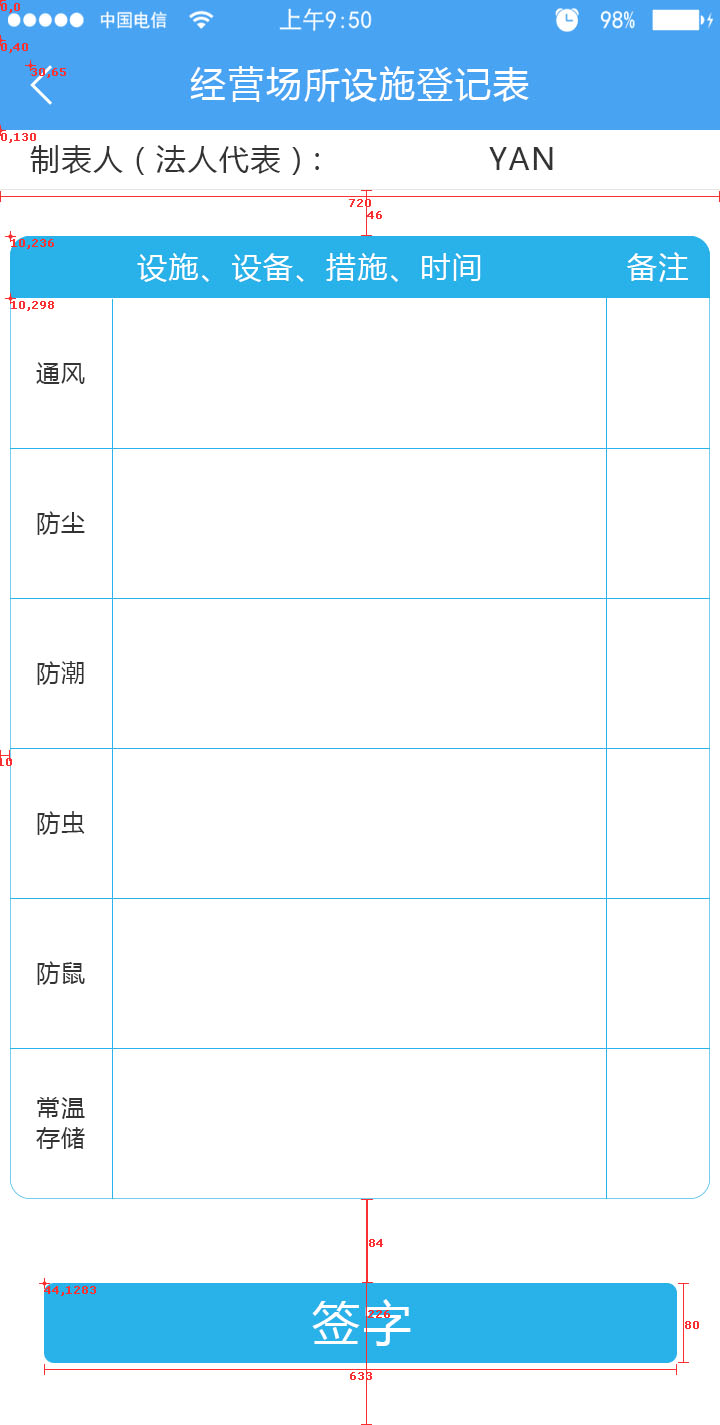 0,0
中国电信 上午9:50 98%
0,40
30,65
经营场所设施登记表
0,130
制表人（法人代表）: YAN
720
46
10,236
设施、设备、措施、时间 备注
10,298
通风
防尘
防潮
10
防虫
防鼠
常温
存储
84
44,1283
226
签字
80
633